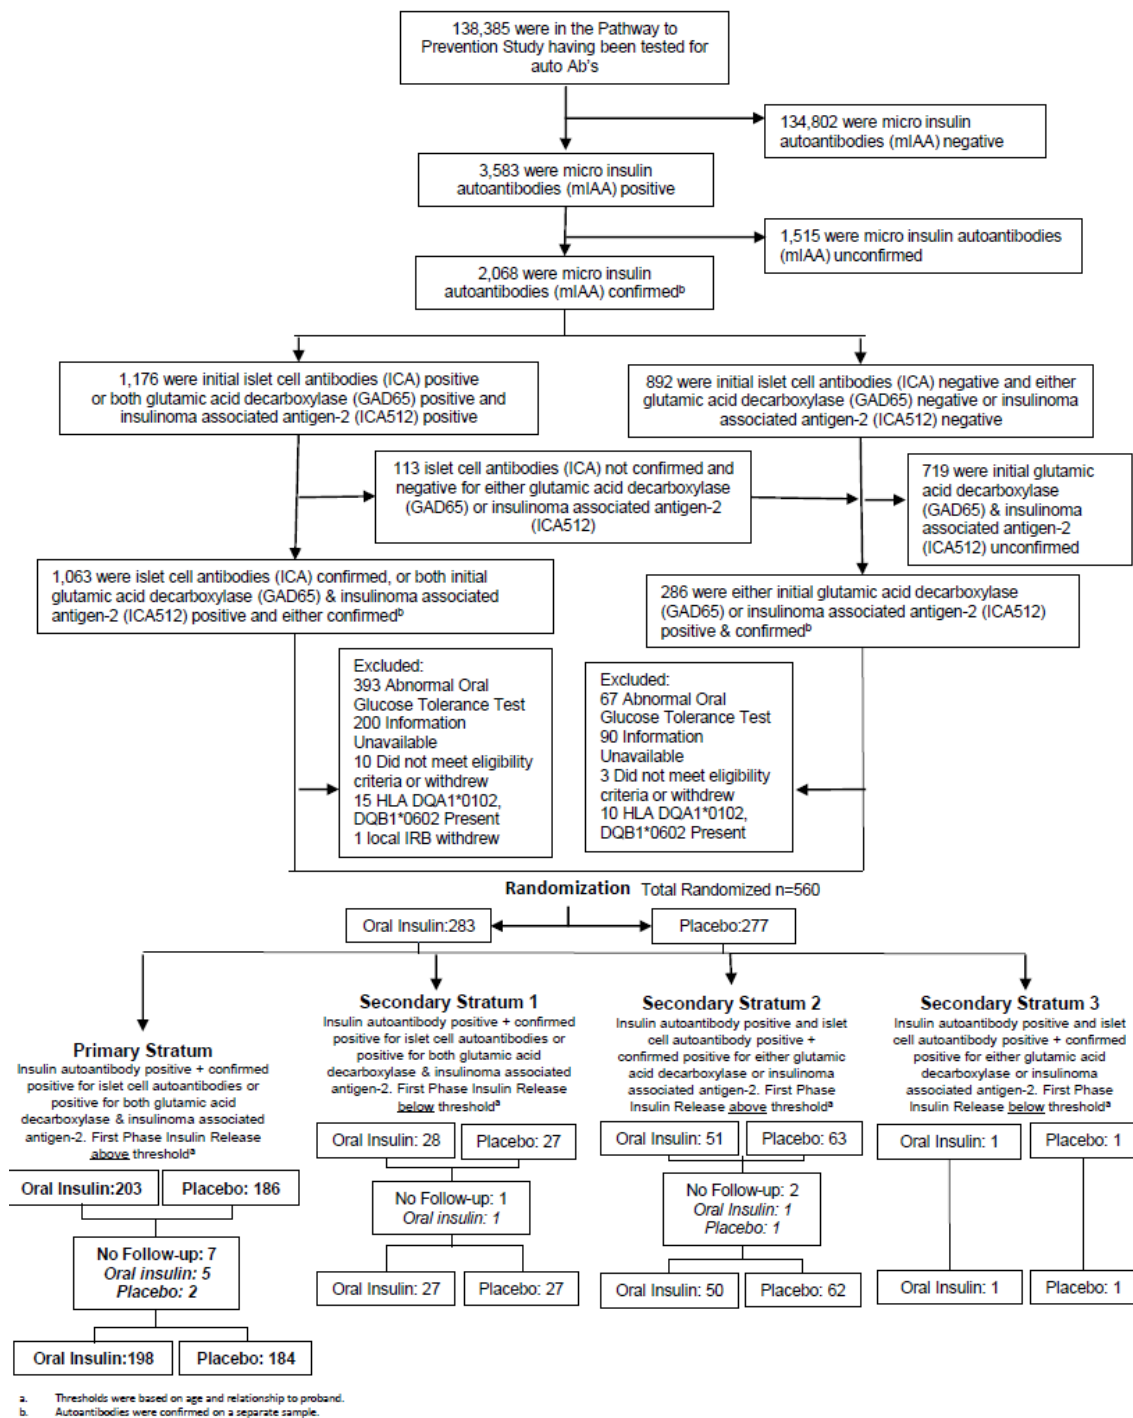 138,385 were in the Pathway to
Prevention Study having been tested for
auto Ab's
134,802 were micro insulin
autoantibodies (mIAA) negative
3,583 were micro insulin
autoantibodies (mIAA) positive
1,515 were micro insulin autoantibodies
(mIAA) unconfirmed
2,068 were micro insulin
autoantibodies (mIAA) confirmedᵇ
1,176 were initial islet cell antibodies (ICA) positive
or both glutamic acid decarboxylase (GAD65) positive and
insulinoma associated antigen-2 (ICA512) positive
892 were initial islet cell antibodies (ICA) negative and either
glutamic acid decarboxylase (GAD65) negative or insulinoma
associated antigen-2 (ICA512) negative
113 islet cell antibodies (ICA) not confirmed and
negative for either glutamic acid decarboxylase
(GAD65) or insulinoma associated antigen-2
(ICA512)
719 were initial glutamic
acid decarboxylase
(GAD65) & insulinoma
associated antigen-2
(ICA512) unconfirmed
1,063 were islet cell antibodies (ICA) confirmed, or both initial
glutamic acid decarboxylase (GAD65) & insulinoma associated
antigen-2 (ICA512) positive and either confirmedᵇ
286 were either initial glutamic acid decarboxylase
(GAD65) or insulinoma associated antigen-2 (ICA512)
positive & confirmedᵇ
Excluded:
393 Abnormal Oral
Glucose Tolerance Test
200 Information
Unavailable
10 Did not meet eligibility
criteria or withdrew
15 HLA DQA1*0102,
DQB1*0602 Present
1 local IRB withdrew
Excluded:
67 Abnormal Oral
Glucose Tolerance Test
90 Information
Unavailable
3 Did not meet eligibility
criteria or withdrew
10 HLA DQA1*0102,
DQB1*0602 Present
Randomization Total Randomized n=560
Oral Insulin:283
Placebo:277
Primary Stratum
Insulin autoantibody positive + confirmed
positive for islet cell autoantibodies or
positive for both glutamic acid
decarboxylase & insulinoma associated
antigen-2. First Phase Insulin Release
above thresholdᵃ
Oral Insulin:203
Placebo: 186
No Follow-up: 7
Oral insulin: 5
Placebo: 2
Oral Insulin:198
Placebo: 184
Secondary Stratum 1
Insulin autoantibody positive + confirmed
positive for islet cell autoantibodies or
positive for both glutamic acid
decarboxylase & insulinoma associated
antigen-2. First Phase Insulin Release
below thresholdᵃ
Oral Insulin: 28
Placebo: 27
No Follow-up: 1
Oral insulin: 1
Oral Insulin: 27
Placebo: 27
Secondary Stratum 2
Insulin autoantibody positive and islet
cell autoantibody positive +
confirmed positive for either glutamic
acid decarboxylase or insulinoma
associated antigen-2. First Phase
Insulin Release above thresholdᵃ
Oral Insulin: 51
Placebo: 63
No Follow-up: 2
Oral Insulin: 1
Placebo: 1
Oral Insulin: 50
Placebo: 62
Secondary Stratum 3
Insulin autoantibody positive and islet
cell autoantibody positive + confirmed
positive for either glutamic acid
decarboxylase or insulinoma
associated antigen-2. First Phase
Insulin Release below thresholdᵃ
Oral Insulin: 1
Placebo: 1
Oral Insulin: 1
Placebo: 1
a. Thresholds were based on age and relationship to proband.
b. Autoantibodies were confirmed on a separate sample.